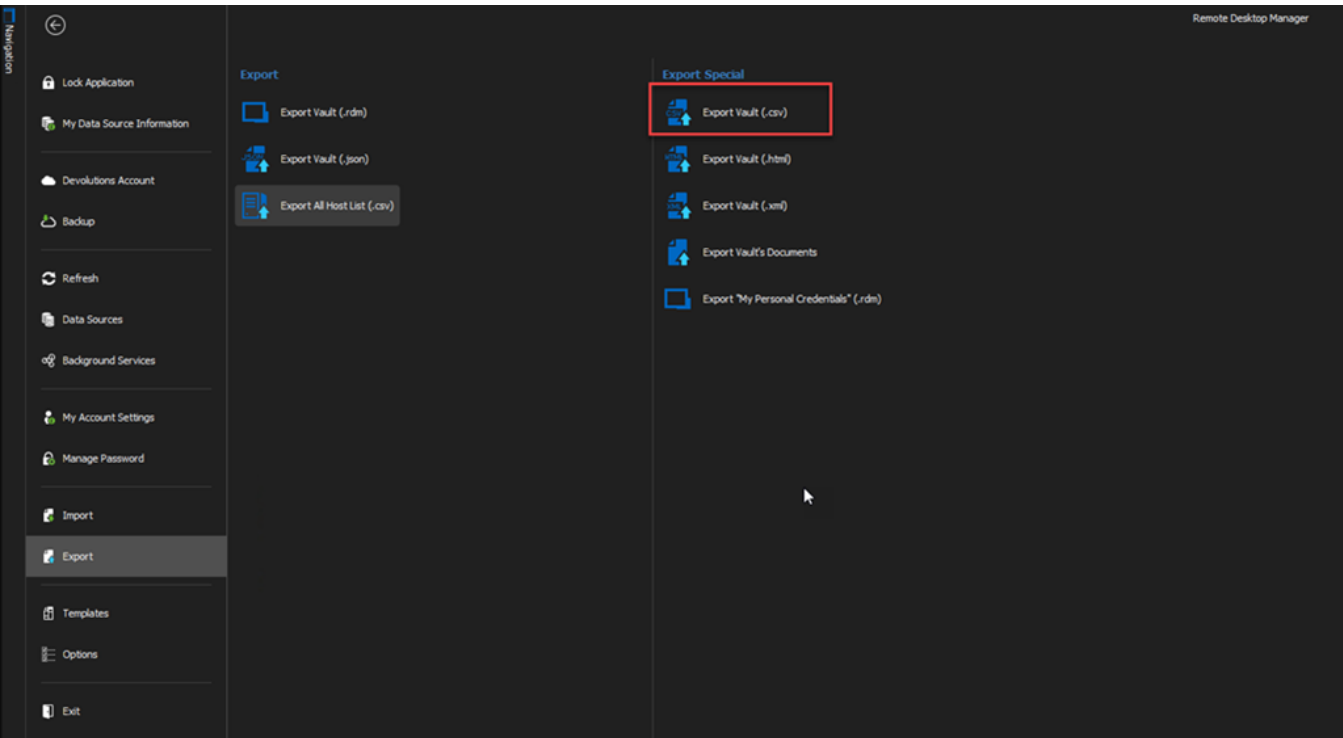 Navigation
Remote Desktop Manager
Lock Application
My Data Source Information
Devolutions Account
Backup
Refresh
Data Sources
Background Services
My Account Settings
Manage Password
Import
Export
Templates
Options
Exit
Export
Export Vault (.rdm)
Export Vault (.json)
Export All Host List (.csv)
Export Special
Export Vault (.csv)
Export Vault (.html)
Export Vault (.xml)
Export Vault's Documents
Export "My Personal Credentials" (.rdm)